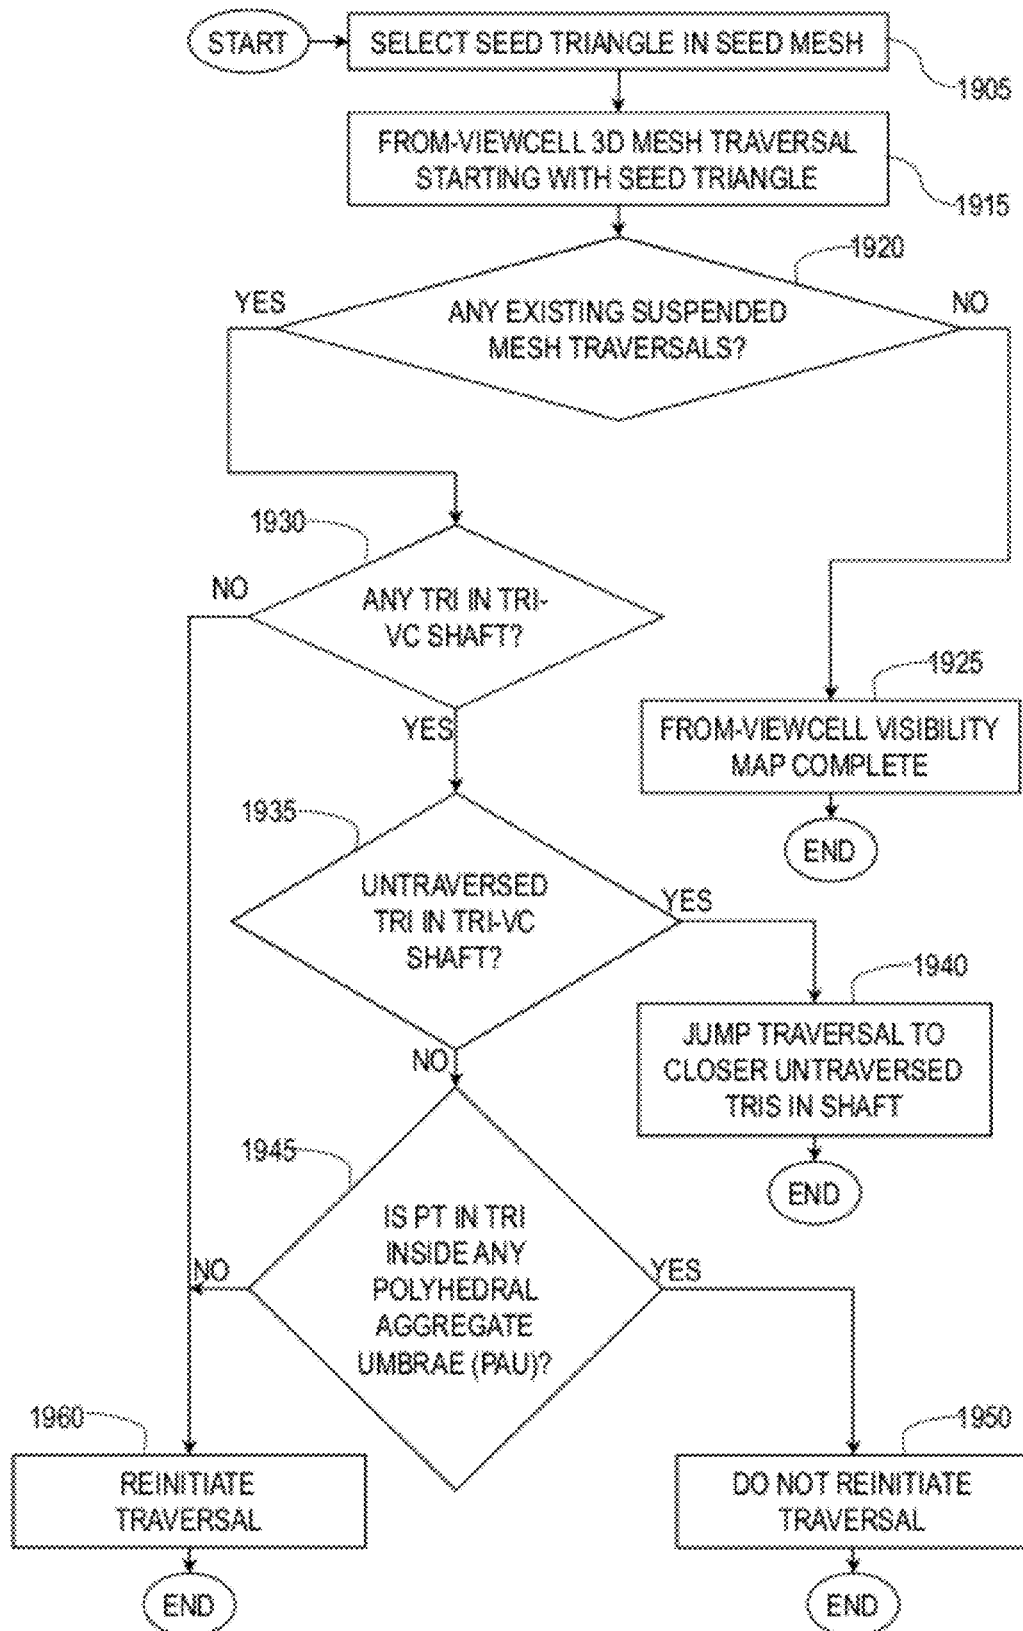 START
SELECT SEED TRIANGLE IN SEED MESH
1905
FROM-VIEWCELL 3D MESH TRAVERSAL
STARTING WITH SEED TRIANGLE
1915
1920
YES
NO
ANY EXISTING SUSPENDED
MESH TRAVERSALS?
1930
NO
ANY TRI IN TRI-
VC SHAFT?
YES
1925
FROM-VIEWCELL VISIBILITY
MAP COMPLETE
END
1935
UNTRAVERSED
TRI IN TRI-VC
SHAFT?
YES
NO
1940
JUMP TRAVERSAL TO
CLOSER UNTRAVERSED
TRIS IN SHAFT
END
1945
IS PT IN TRI
INSIDE ANY
POLYHEDRAL
AGGREGATE
UMBRAE (PAU)?
NO
YES
1960
REINITIATE
TRAVERSAL
END
1950
DO NOT REINITIATE
TRAVERSAL
END